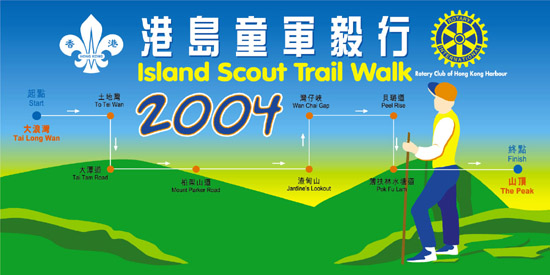 港島童軍毅行
Island Scout Trail Walk
2004
香港
HONG KONG
ROTARY
INTERNATIONAL
Rotary Club of Hong Kong Harbour
起點
Start
大浪灣
Tai Long Wan
土地灣
To Tei Wan
大潭道
Tai Tam Road
柏架山道
Mount Parker Road
渣甸山
Jardine's Lookout
灣仔峽
Wan Chai Gap
貝璐道
Peel Rise
薄扶林水塘道
Pok Fu Lam
終點
Finish
山頂
The Peak